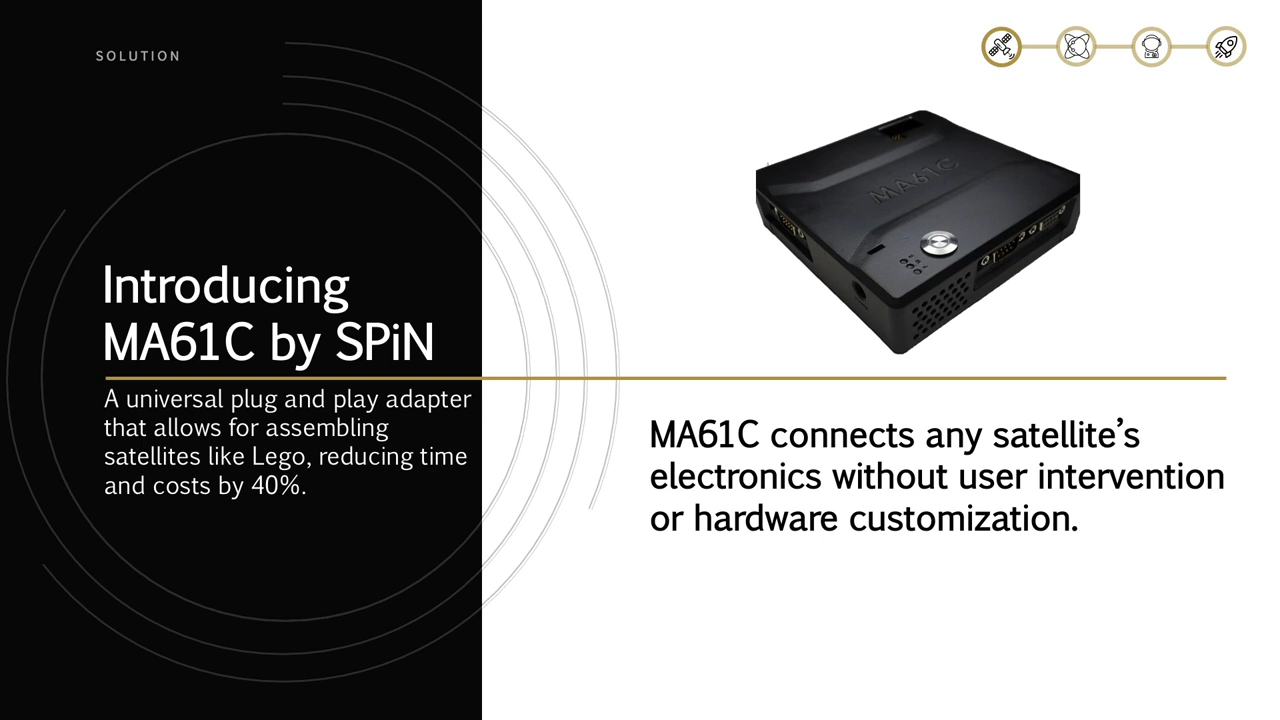 SOLUTION
MA61C
Introducing
MA61C by SPiN
A universal plug and play adapter
that allows for assembling
satellites like Lego, reducing time
and costs by 40%.
MA61C connects any satellite’s
electronics without user intervention
or hardware customization.